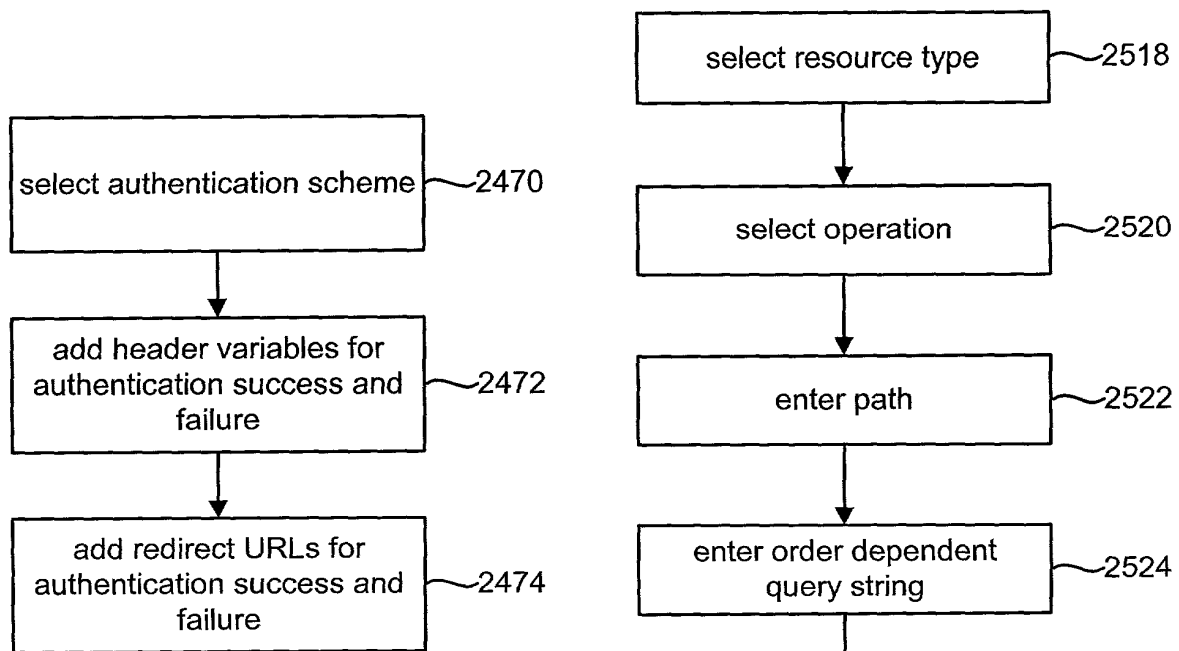 select authentication scheme
2470
add header variables for
authentication success and
failure
2472
add redirect URLs for
authentication success and
failure
2474
select resource type
2518
select operation
2520
enter path
2522
enter order dependent
query string
2524